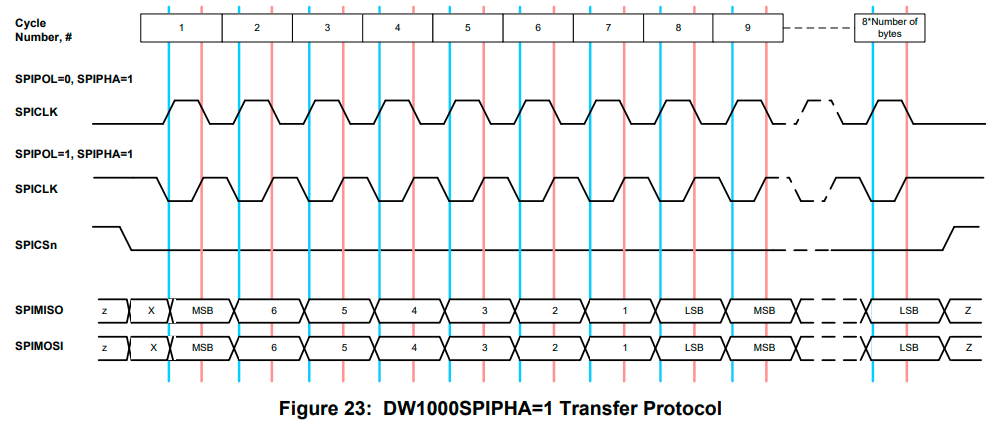 Cycle
Number, #
1 2 3 4 5 6 7 8 9 8*Number of
bytes
SPIPOL=0, SPIPHA=1
SPICLK
SPIPOL=1, SPIPHA=1
SPICLK
SPICSn
SPIMISO z X MSB 6 5 4 3 2 1 LSB MSB LSB Z
SPIMOSI z X MSB 6 5 4 3 2 1 LSB MSB LSB Z
Figure 23: DW1000SPIPHA=1 Transfer Protocol